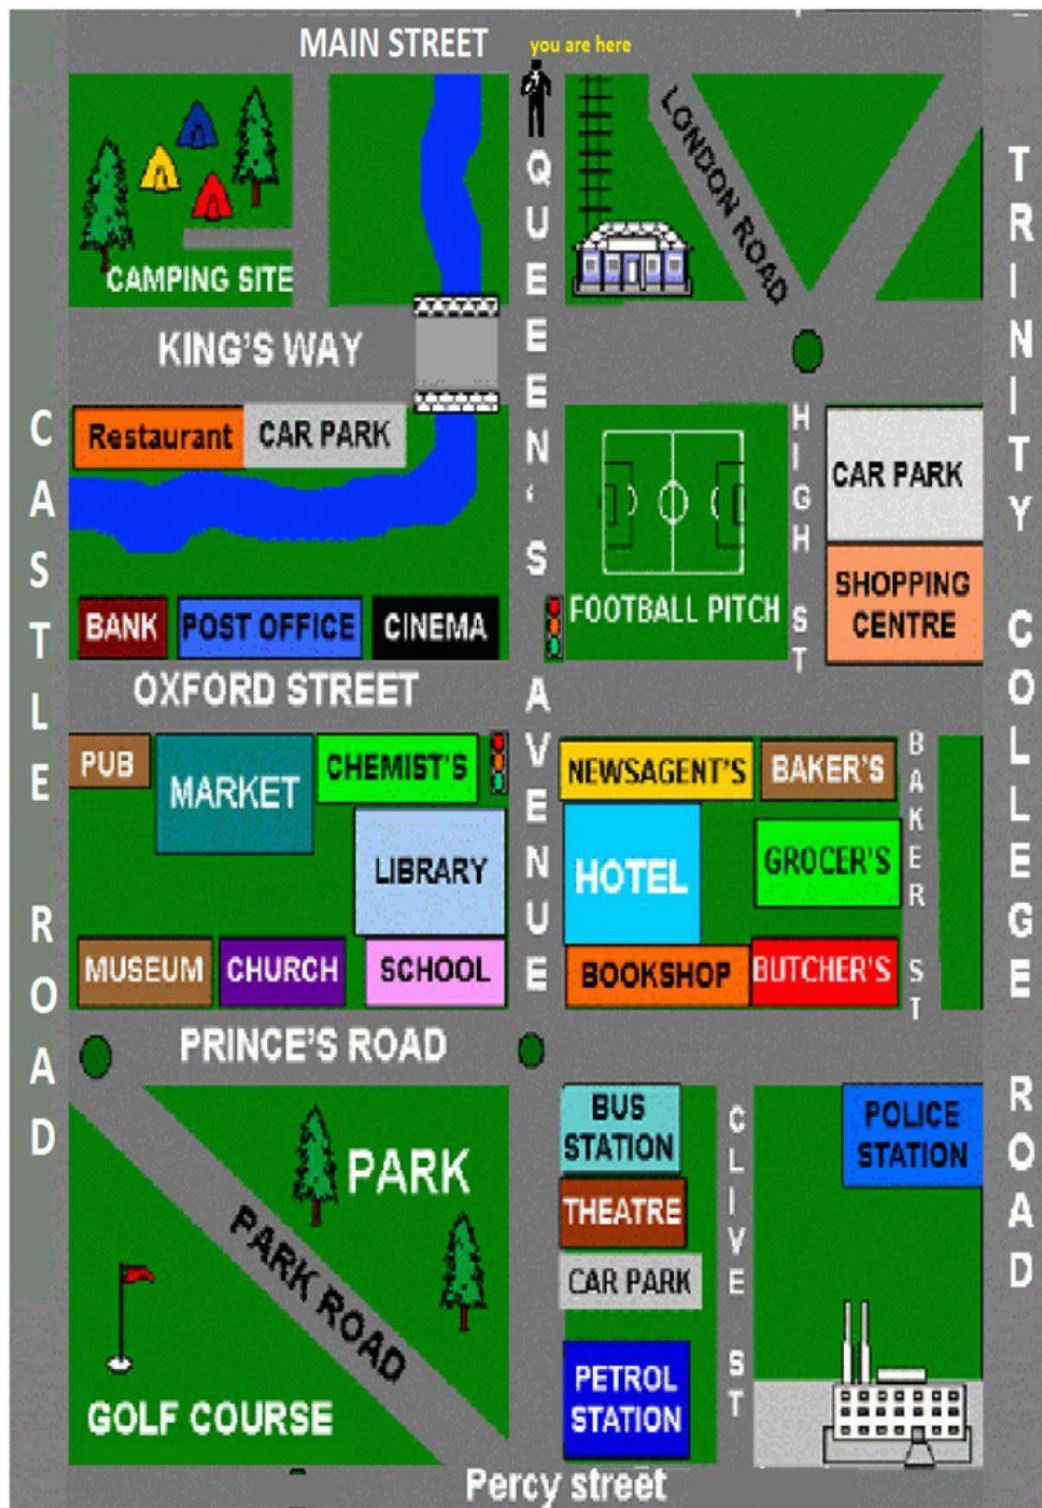 MAIN STREET
you are here
QUEEN'S AVENUE
LONDON ROAD
TRINITY COLLEGE ROAD
CAMPING SITE
KING'S WAY
CASTLE ROAD
Restaurant
CAR PARK
HIGH ST
CAR PARK
SHOPPING
CENTRE
FOOTBALL PITCH
BANK
POST OFFICE
CINEMA
OXFORD STREET
PUB
MARKET
CHEMIST'S
LIBRARY
NEWSAGENT'S
BAKER'S
BAKER ST
HOTEL
GROCER'S
MUSEUM
CHURCH
SCHOOL
BOOKSHOP
BUTCHER'S
PRINCE'S ROAD
PARK
PARK ROAD
BUS
STATION
CLIVE ST
POLICE
STATION
THEATRE
CAR PARK
PETROL
STATION
GOLF COURSE
Percy street